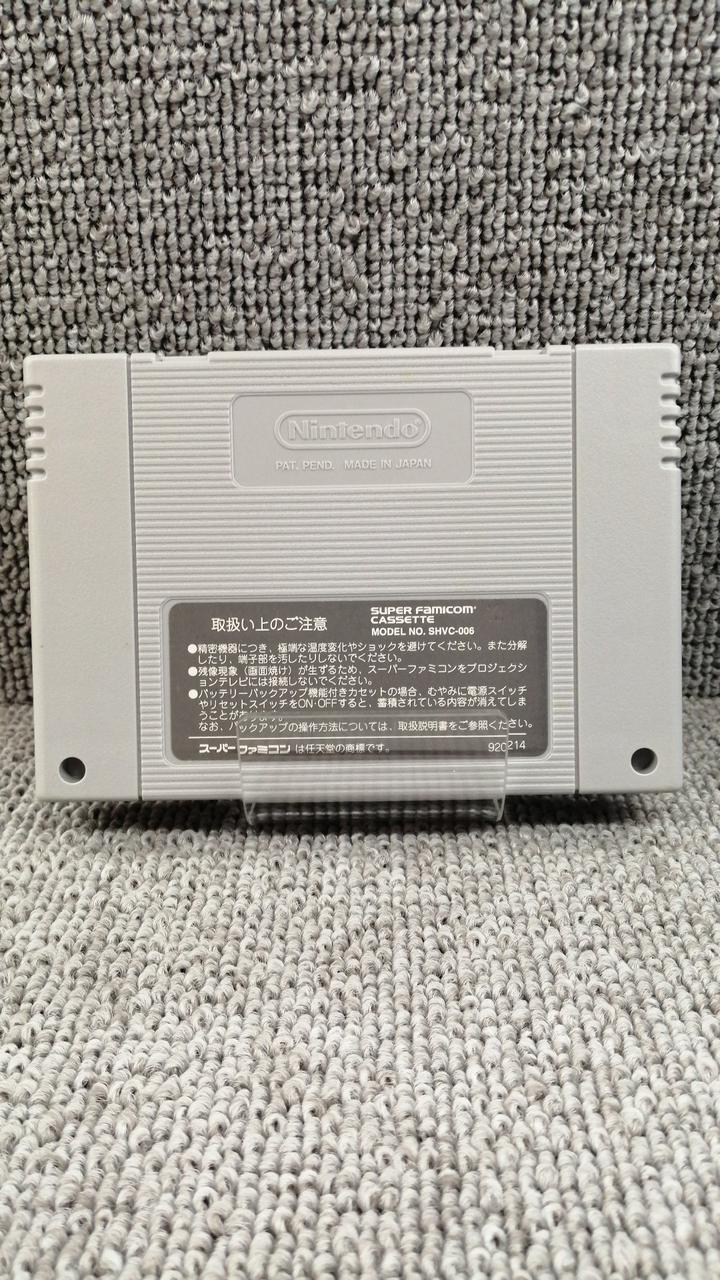 Nintendo®
PAT. PEND. MADE IN JAPAN
取扱い上のご注意
SUPER FAMICOM
CASSETTE
MODEL NO. SHVC-006
●精密機器につき、極端な温度変化やショックを避けてください。また分解
したり、端子部を汚したりしないでください。
●残像現象（画面焼け）が生ずるため、スーパーファミコンをプロジェクシ
ョンテレビには接続しないでください。
●バッテリーバックアップ機能付きカセットの場合、むやみに電源スイッチ
やリセットスイッチをON・OFFすると、蓄積されている内容が消えてしま
うことがあります。
なお、バックアップの操作方法については、取扱説明書をご参照ください。
スーパーファミコン は任天堂の商標です。
920214